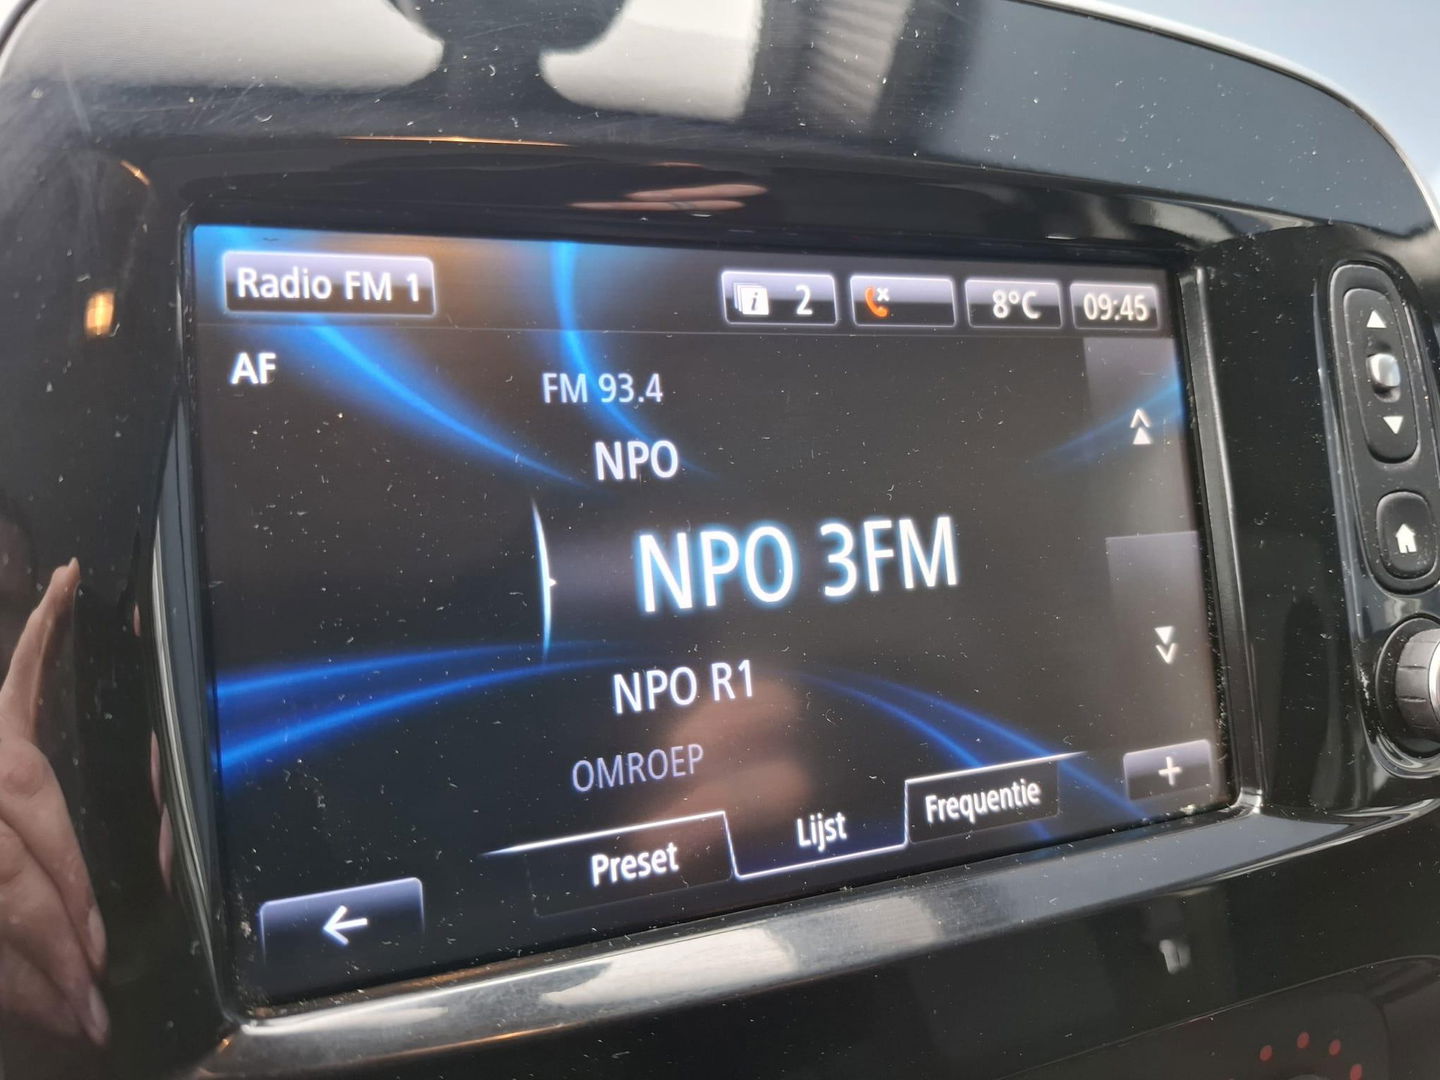 Radio FM 1
2
8°C
09:45
AF
FM 93.4
NPO
NPO 3FM
NPO R1
OMROEP
Preset
Lijst
Frequentie
+